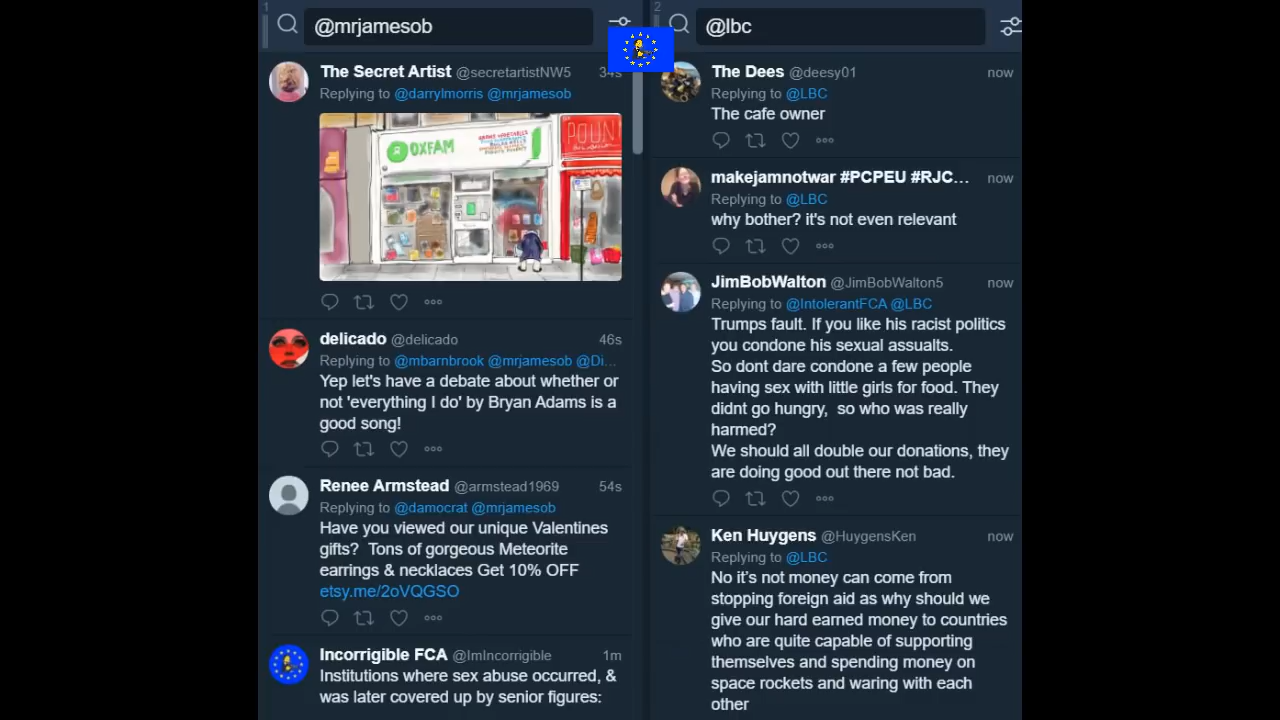 1
@mrjamesob
The Secret Artist @secretartistNW5 34s
Replying to @darrylmorris @mrjamesob
OXFAM
POUN
delicado @delicado 46s
Replying to @mbarnbrook @mrjamesob @Di...
Yep let's have a debate about whether or
not 'everything I do' by Bryan Adams is a
good song!
Renee Armstead @armstead1969 54s
Replying to @damocrat @mrjamesob
Have you viewed our unique Valentines
gifts?  Tons of gorgeous Meteorite
earrings & necklaces Get 10% OFF
etsy.me/2oVQGSO
Incorrigible FCA @ImIncorrigible 1m
Institutions where sex abuse occurred, &
was later covered up by senior figures:
2
@lbc
The Dees @deesy01 now
Replying to @LBC
The cafe owner
makejamnotwar #PCPEU #RJC... now
Replying to @LBC
why bother? it's not even relevant
JimBobWalton @JimBobWalton5 now
Replying to @IntolerantFCA @LBC
Trumps fault. If you like his racist politics
you condone his sexual assualts.
So dont dare condone a few people
having sex with little girls for food. They
didnt go hungry,  so who was really
harmed?
We should all double our donations, they
are doing good out there not bad.
Ken Huygens @HuygensKen now
Replying to @LBC
No it's not money can come from
stopping foreign aid as why should we
give our hard earned money to countries
who are quite capable of supporting
themselves and spending money on
space rockets and waring with each
other